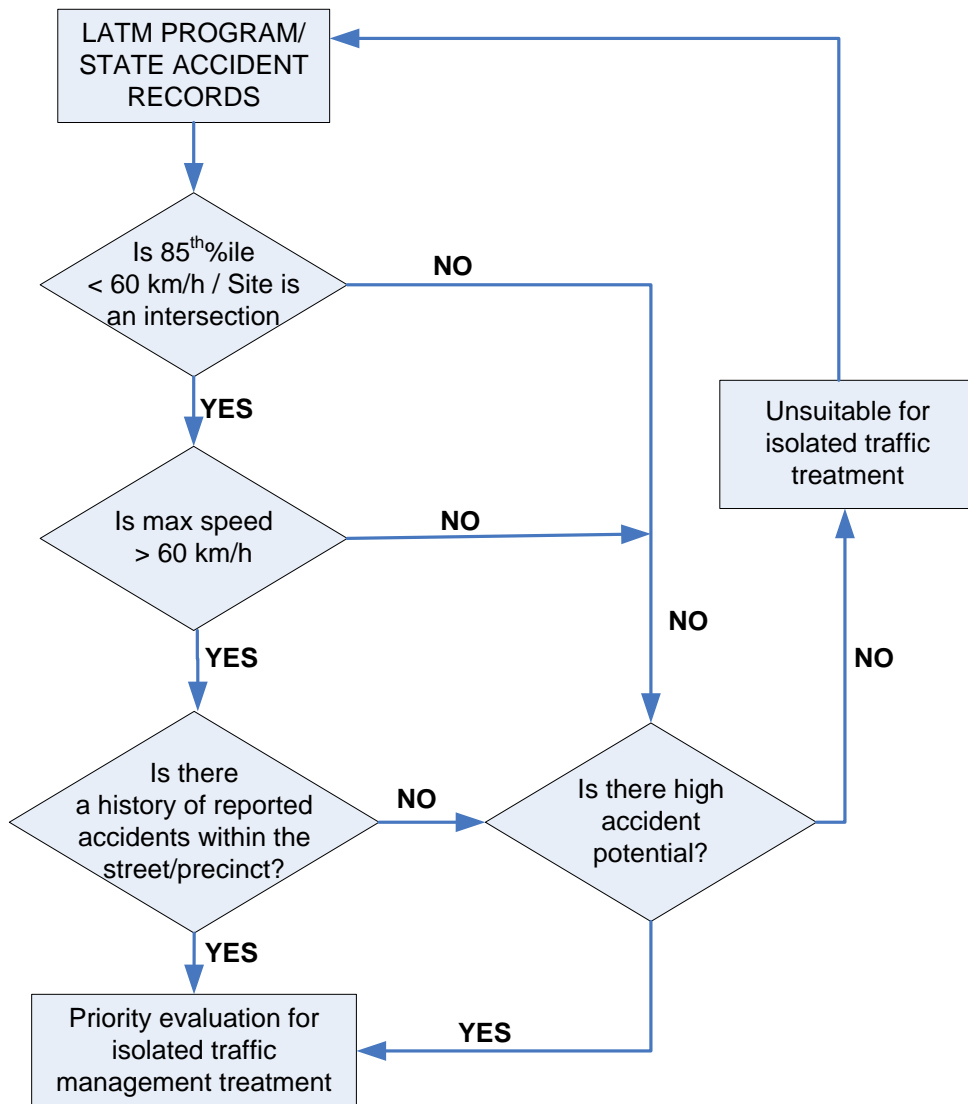 LATM PROGRAM/
STATE ACCIDENT
RECORDS
Is 85th%ile
< 60 km/h / Site is
an intersection
NO
YES
Is max speed
> 60 km/h
NO
YES
NO
Unsuitable for
isolated traffic
treatment
NO
Is there
a history of reported
accidents within the
street/precinct?
NO
Is there high
accident
potential?
YES
YES
Priority evaluation for
isolated traffic
management treatment